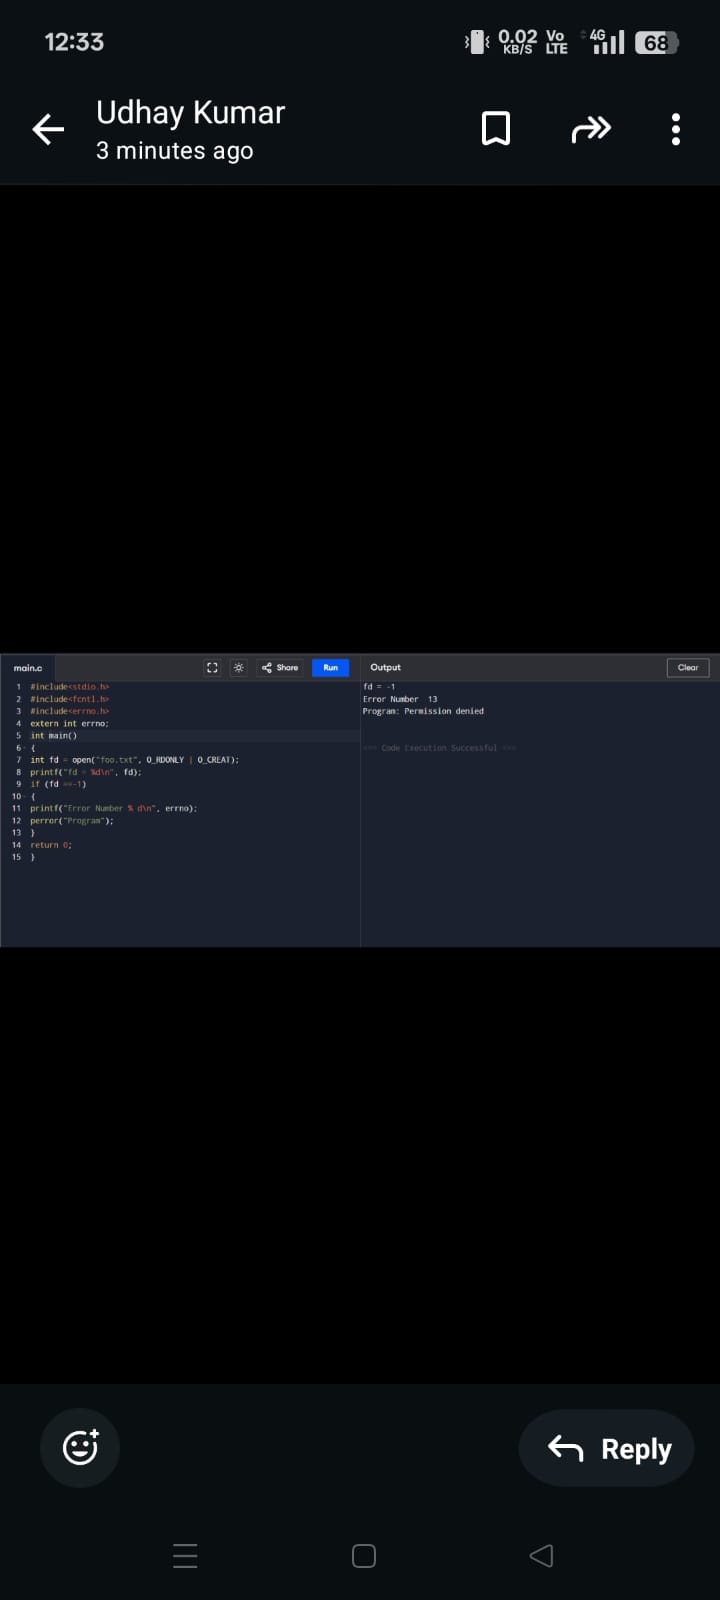 12:33
0.02 KB/S Vo LTE 4G 68
Udhay Kumar
3 minutes ago
main.c
Share
Run
Output
Clear
1 #include<stdio.h>
2 #include<fcntl.h>
3 #include<errno.h>
4 extern int errno;
5 int main()
6 {
7 int fd = open("foo.txt", O_RDONLY | O_CREAT);
8 printf("fd = %d\n", fd);
9 if (fd ==-1)
10 {
11 printf("Error Number % d\n", errno);
12 perror("Program");
13 }
14 return 0;
15 }
fd = -1
Error Number  13
Program: Permission denied
=== Code Execution Successful ===
Reply